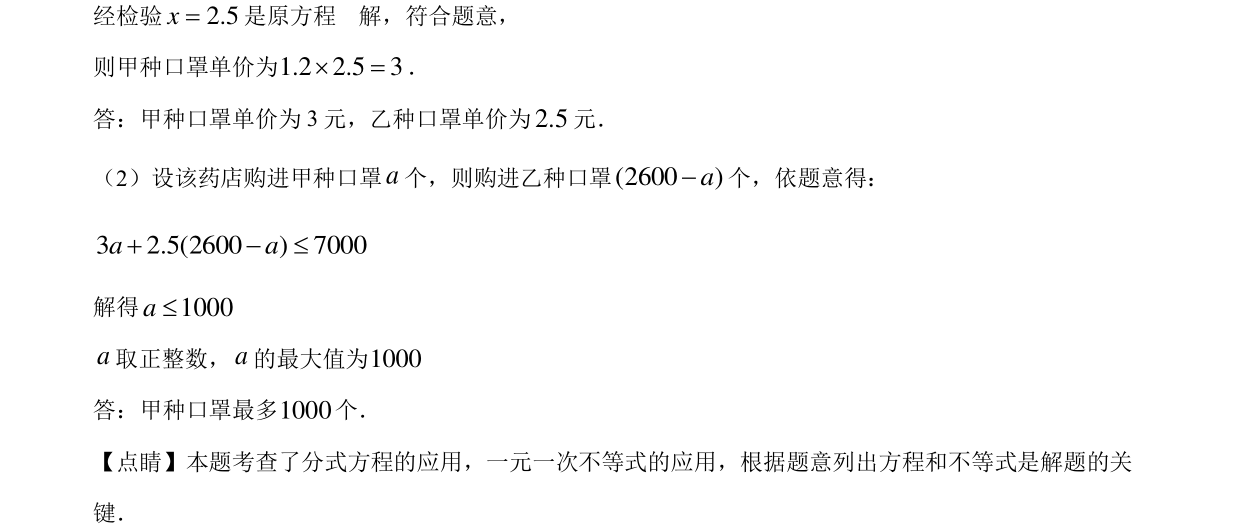 经检验 x = 2.5 是原方程 解，符合题意，
则甲种口罩单价为1.2×2.5 = 3．
答：甲种口罩单价为 3 元，乙种口罩单价为 2.5 元．
（2）设该药店购进甲种口罩 a 个，则购进乙种口罩 (2600 − a) 个，依题意得：
3a + 2.5(2600 − a) ≤ 7000
解得 a ≤ 1000
a 取正整数， a 的最大值为1000
答：甲种口罩最多1000 个．
【点睛】本题考查了分式方程的应用，一元一次不等式的应用，根据题意列出方程和不等式是解题的关
键．